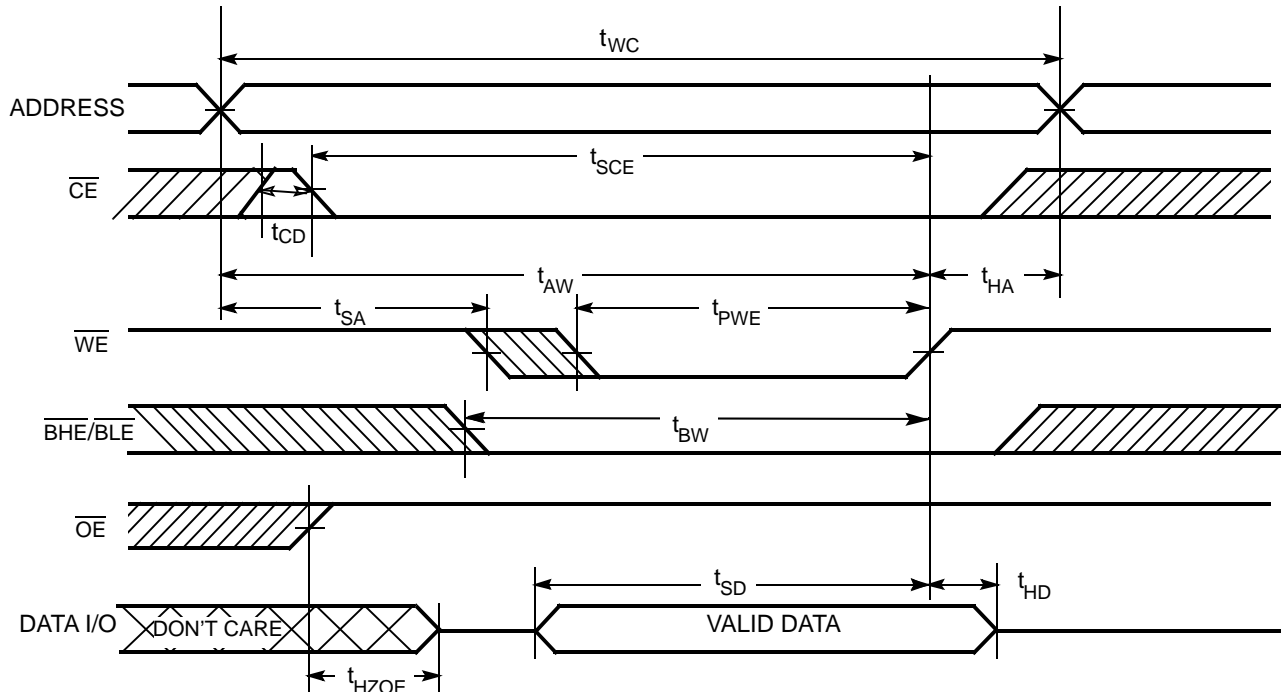 tWC
ADDRESS
tSCE
CE
tCD
tAW
tHA
tSA
tPWE
WE
BHE/BLE
tBW
OE
tSD
tHD
DATA I/O
DON'T CARE
VALID DATA
tHZOE